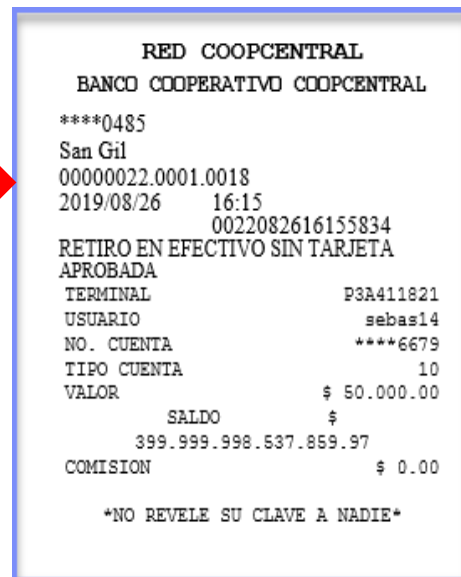 RED COOPCENTRAL
BANCO COOPERATIVO COOPCENTRAL
****0485
San Gil
00000022.0001.0018
2019/08/26 16:15
0022082616155834
RETIRO EN EFECTIVO SIN TARJETA
APROBADA
TERMINAL P3A411821
USUARIO sebas14
NO. CUENTA ****6679
TIPO CUENTA 10
VALOR $ 50.000.00
SALDO $
399.999.998.537.859.97
COMISION $ 0.00
*NO REVELE SU CLAVE A NADIE*